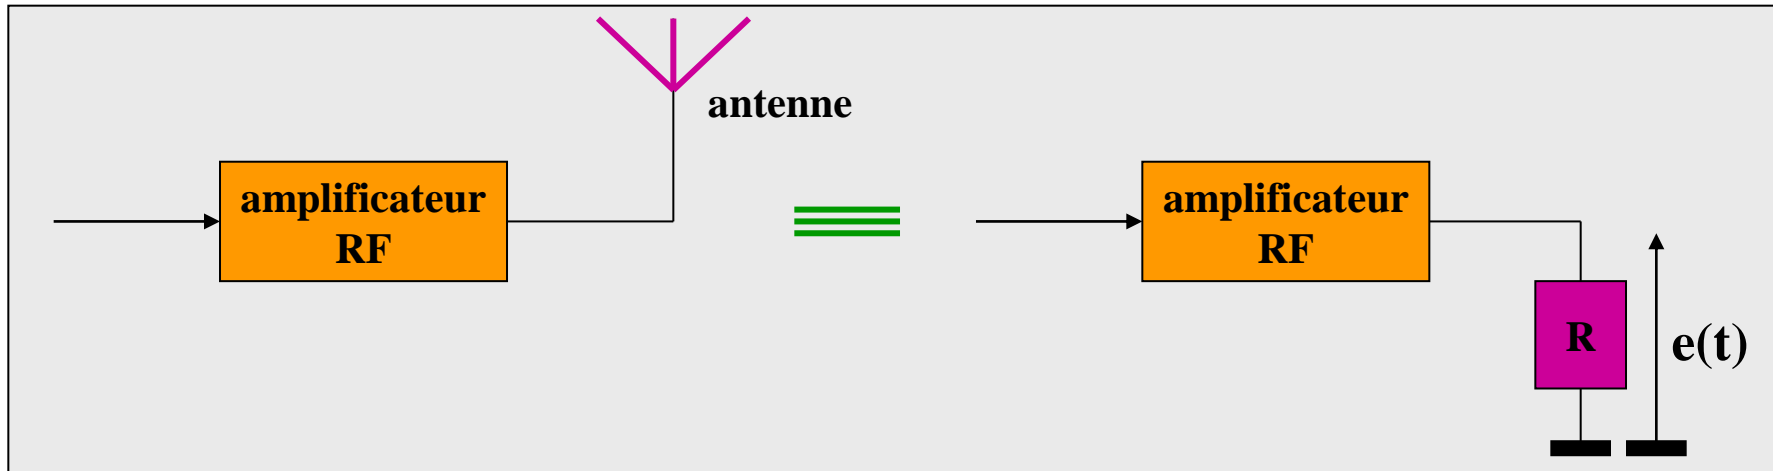 antenne
amplificateur
RF
amplificateur
RF
R
e(t)